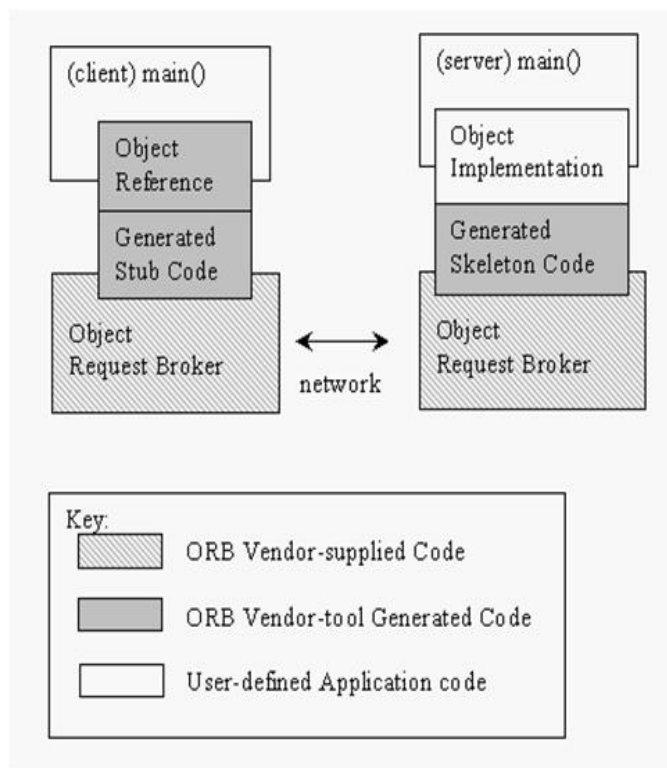 (client) main()
Object
Reference
Generated
Stub Code
Object
Request Broker
network
(server) main()
Object
Implementation
Generated
Skeleton Code
Object
Request Broker
Key:
ORB Vendor-supplied Code
ORB Vendor-tool Generated Code
User-defined Application code